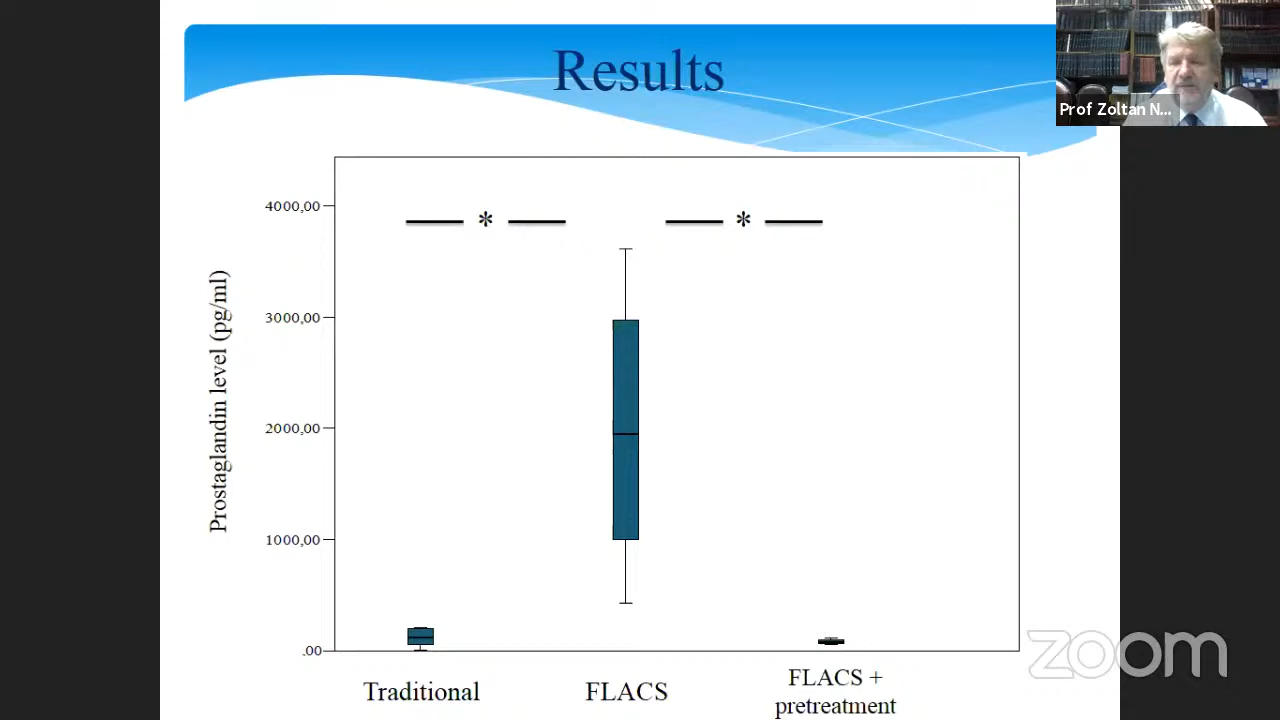 Results
Prof Zoltan N...
4000,00
3000,00
2000,00
1000,00
,00
Prostaglandin level (pg/ml)
*
*
Traditional
FLACS
FLACS +
pretreatment
zoom